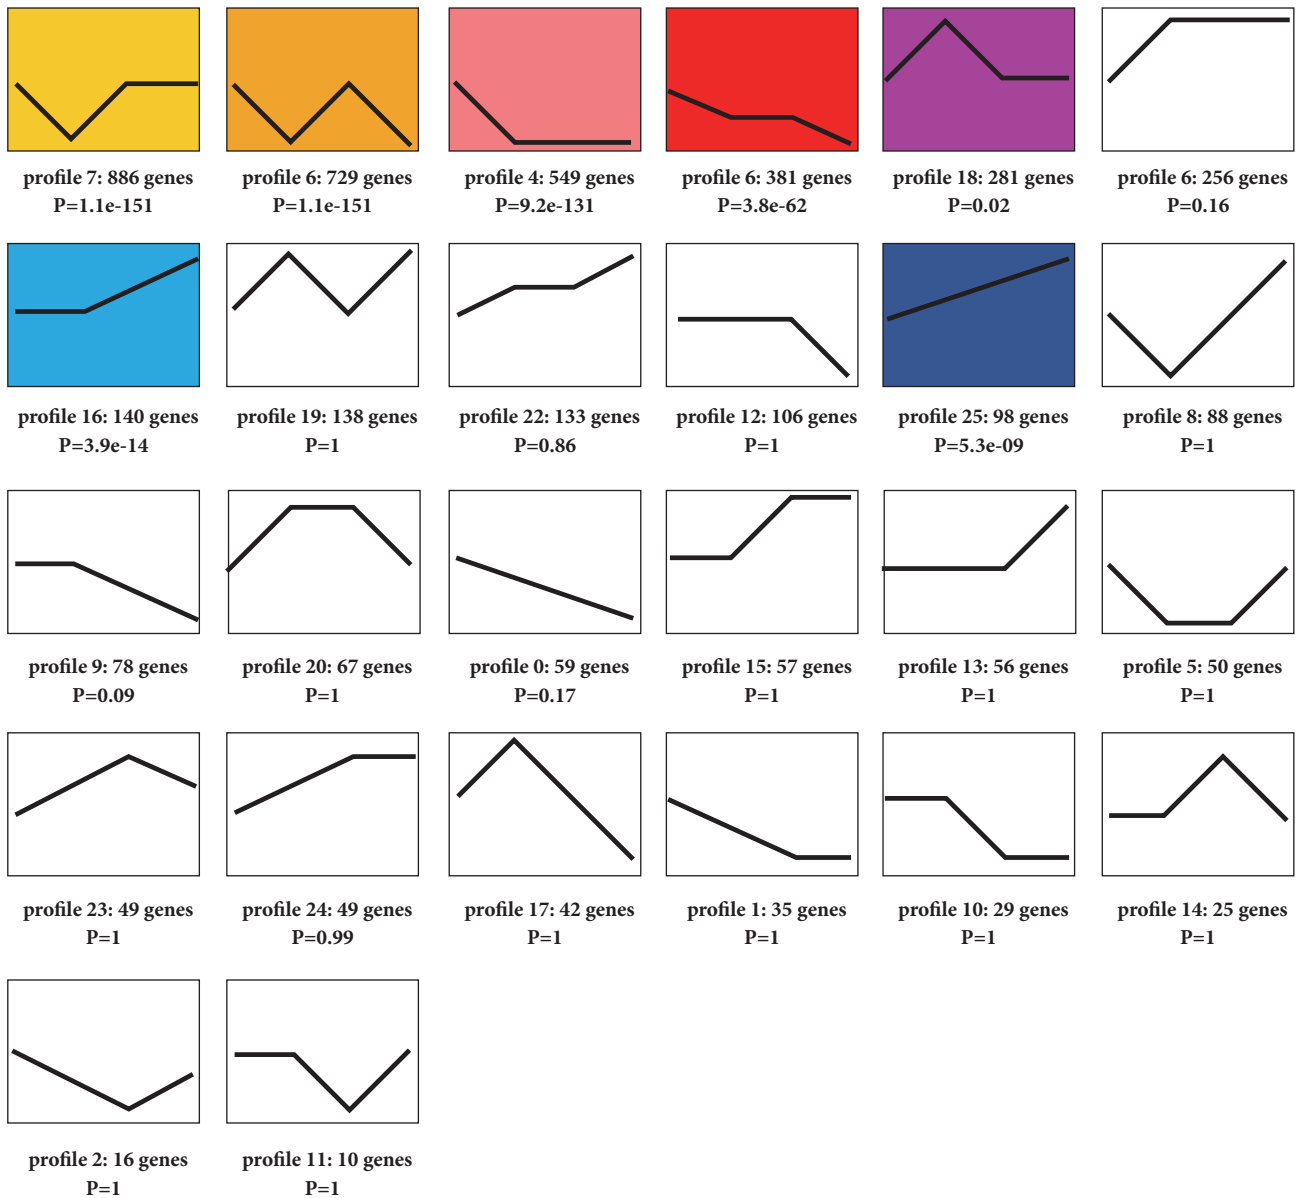 profile 7: 886 genes
P=1.1e-151
profile 6: 729 genes
P=1.1e-151
profile 4: 549 genes
P=9.2e-131
profile 6: 381 genes
P=3.8e-62
profile 18: 281 genes
P=0.02
profile 6: 256 genes
P=0.16
profile 16: 140 genes
P=3.9e-14
profile 19: 138 genes
P=1
profile 22: 133 genes
P=0.86
profile 12: 106 genes
P=1
profile 25: 98 genes
P=5.3e-09
profile 8: 88 genes
P=1
profile 9: 78 genes
P=0.09
profile 20: 67 genes
P=1
profile 0: 59 genes
P=0.17
profile 15: 57 genes
P=1
profile 13: 56 genes
P=1
profile 5: 50 genes
P=1
profile 23: 49 genes
P=1
profile 24: 49 genes
P=0.99
profile 17: 42 genes
P=1
profile 1: 35 genes
P=1
profile 10: 29 genes
P=1
profile 14: 25 genes
P=1
profile 2: 16 genes
P=1
profile 11: 10 genes
P=1